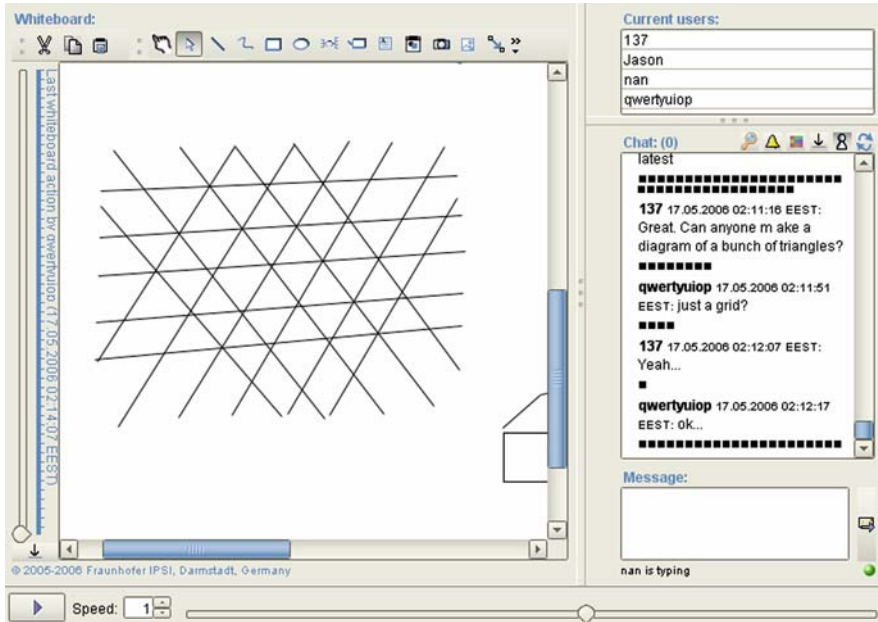 Whiteboard:
Last whiteboard action by qwertyuiop (17.05.2006 02:14:07 EEST)
© 2005-2006 Fraunhofer IPSI, Darmstadt, Germany
Current users:
137
Jason
nan
qwertyuiop
Chat: (0)
latest
137 17.05.2006 02:11:16 EEST:
Great. Can anyone m ake a
diagram of a bunch of triangles?
qwertyuiop 17.05.2006 02:11:51
EEST: just a grid?
137 17.05.2006 02:12:07 EEST:
Yeah...
qwertyuiop 17.05.2006 02:12:17
EEST: ok...
Message:
nan is typing
Speed: 1